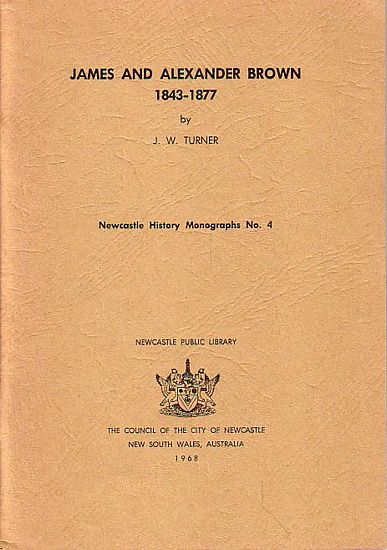 JAMES AND ALEXANDER BROWN
1843-1877
by
J. W. TURNER
Newcastle History Monographs No. 4
NEWCASTLE PUBLIC LIBRARY
THE COUNCIL OF THE CITY OF NEWCASTLE
NEW SOUTH WALES, AUSTRALIA
1968